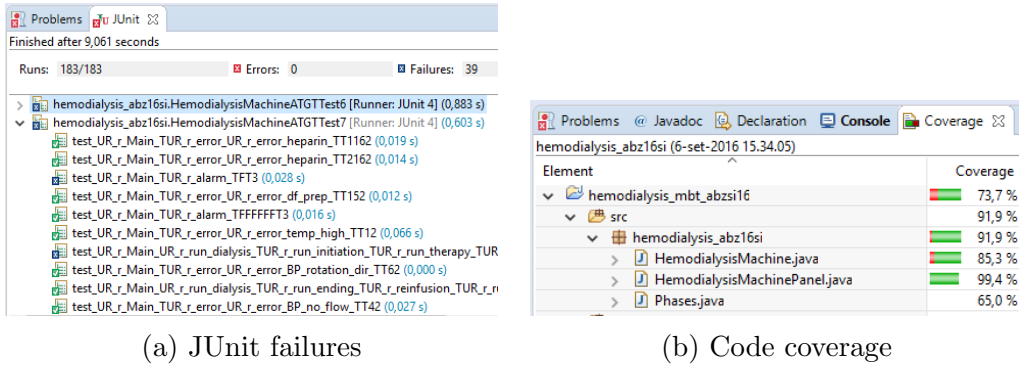 Problems JUnit
Finished after 9,061 seconds
Runs: 183/183 Errors: 0 Failures: 39
hemodialysis_abz16si.HemodialysisMachineATGTTest6 [Runner: JUnit 4] (0,883 s)
hemodialysis_abz16si.HemodialysisMachineATGTTest7 [Runner: JUnit 4] (0,603 s)
test_UR_r_Main_TUR_r_error_UR_r_error_heparin_TT1162 (0,019 s)
test_UR_r_Main_TUR_r_error_UR_r_error_heparin_TT2162 (0,014 s)
test_UR_r_Main_TUR_r_alarm_TFT3 (0,028 s)
test_UR_r_Main_TUR_r_error_UR_r_error_df_prep_TT152 (0,012 s)
test_UR_r_Main_TUR_r_alarm_TFFFFFFT3 (0,016 s)
test_UR_r_Main_TUR_r_error_UR_r_error_temp_high_TT12 (0,066 s)
test_UR_r_Main_UR_r_run_dialysis_TUR_r_run_initiation_TUR_r_run_therapy_TUR
test_UR_r_Main_TUR_r_error_UR_r_error_BP_rotation_dir_TT62 (0,000 s)
test_UR_r_Main_UR_r_run_dialysis_TUR_r_run_ending_TUR_r_reinfusion_TUR_r_ru
test_UR_r_Main_TUR_r_error_UR_r_error_BP_no_flow_TT42 (0,027 s)
(a) JUnit failures
Problems @ Javadoc Declaration Console Coverage
hemodialysis_abz16si (6-set-2016 15.34.05)
Element Coverage
hemodialysis_mbt_abzsi16 73,7 %
src 91,9 %
hemodialysis_abz16si 91,9 %
HemodialysisMachine.java 85,3 %
HemodialysisMachinePanel.java 99,4 %
Phases.java 65,0 %
(b) Code coverage